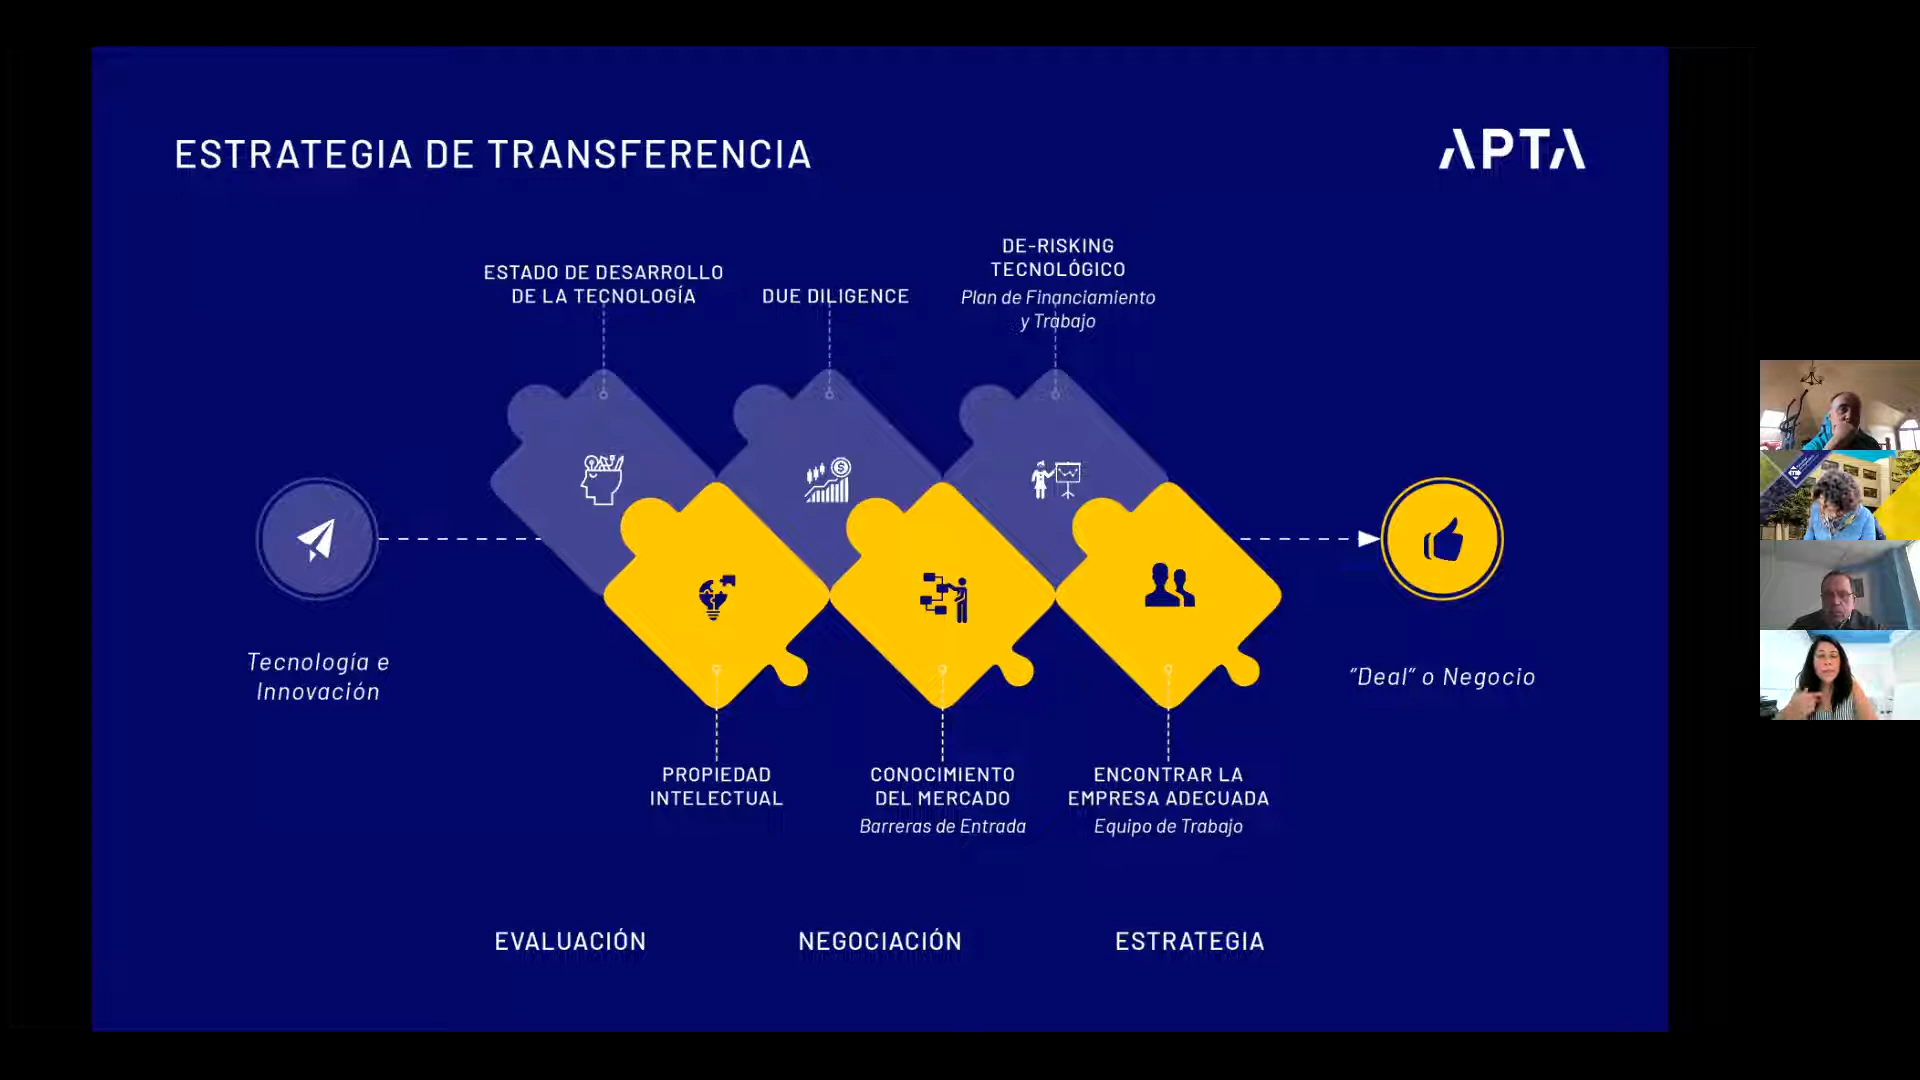 ESTRATEGIA DE TRANSFERENCIA
APTA
ESTADO DE DESARROLLO
DE LA TECNOLOGÍA
DUE DILIGENCE
DE-RISKING
TECNOLÓGICO
Plan de Financiamiento
y Trabajo
Tecnología e
Innovación
"Deal" o Negocio
PROPIEDAD
INTELECTUAL
CONOCIMIENTO
DEL MERCADO
Barreras de Entrada
ENCONTRAR LA
EMPRESA ADECUADA
Equipo de Trabajo
EVALUACIÓN
NEGOCIACIÓN
ESTRATEGIA